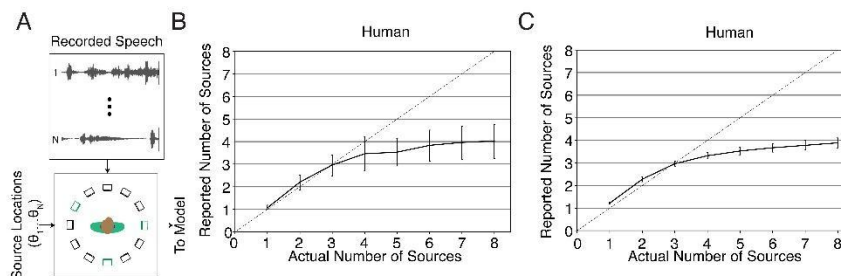 A
Recorded Speech
1
N
Source Locations
{θ1...θN}
To Model
B
Human
Reported Number of Sources
8
7
6
5
4
3
2
1
0
0 1 2 3 4 5 6 7 8
Actual Number of Sources
C
Human
Reported Number of Sources
8
7
6
5
4
3
2
1
0
0 1 2 3 4 5 6 7 8
Actual Number of Sources